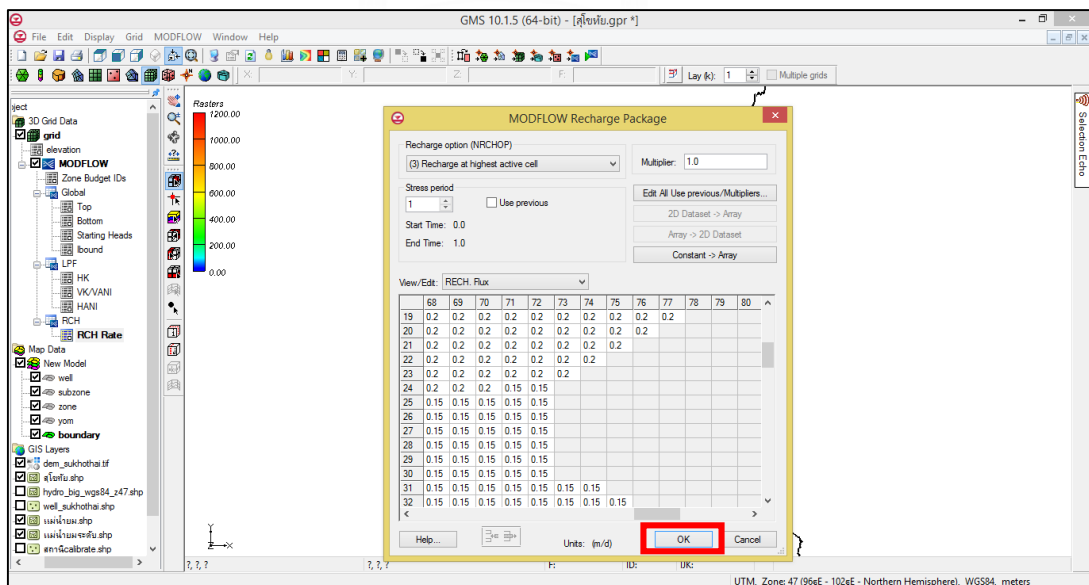 GMS 10.1.5 (64-bit) - [สุโขทัย.gpr *]
File Edit Display Grid MODFLOW Window Help
X: Y: Z: F: Lay (k): 1 Multiple grids
ject
3D Grid Data
grid
elevation
MODFLOW
Zone Budget IDs
Global
Top
Bottom
Starting Heads
Ibound
LPF
HK
VK/VANI
HANI
RCH
RCH Rate
Map Data
New Model
well
subzone
zone
yom
boundary
GIS Layers
dem_sukhothai.tif
สุโขทัย.shp
hydro_big_wgs84_z47.shp
well_sukhothai.shp
แม่น้ำยม.shp
แม่น้ำยมระดับ.shp
สถานีcalibrate.shp
Rasters
1200.00
1000.00
800.00
600.00
400.00
200.00
0.00
MODFLOW Recharge Package
Recharge option (NRCHOP)
(3) Recharge at highest active cell
Multiplier: 1.0
Stress period
1 Use previous
Start Time: 0.0
End Time: 1.0
Edit All Use previous/Multipliers...
2D Dataset -> Array
Array -> 2D Dataset
Constant -> Array
View/Edit: RECH. Flux
68 69 70 71 72 73 74 75 76 77 78 79 80
19 0.2 0.2 0.2 0.2 0.2 0.2 0.2 0.2 0.2 0.2
20 0.2 0.2 0.2 0.2 0.2 0.2 0.2 0.2 0.2
21 0.2 0.2 0.2 0.2 0.2 0.2 0.2 0.2
22 0.2 0.2 0.2 0.2 0.2 0.2 0.2
23 0.2 0.2 0.2 0.2 0.2 0.2
24 0.2 0.2 0.2 0.15 0.15
25 0.15 0.15 0.15 0.15 0.15
26 0.15 0.15 0.15 0.15 0.15
27 0.15 0.15 0.15 0.15 0.15
28 0.15 0.15 0.15 0.15 0.15
29 0.15 0.15 0.15 0.15 0.15
30 0.15 0.15 0.15 0.15 0.15
31 0.15 0.15 0.15 0.15 0.15 0.15 0.15
32 0.15 0.15 0.15 0.15 0.15 0.15 0.15 0.15
Help... Units: (m/d) OK Cancel
Selection Echo
Y
Z X
?, ?, ? ?, ?, ? F: ID: IJK:
UTM, Zone: 47 (96°E - 102°E - Northern Hemisphere), WGS84, meters